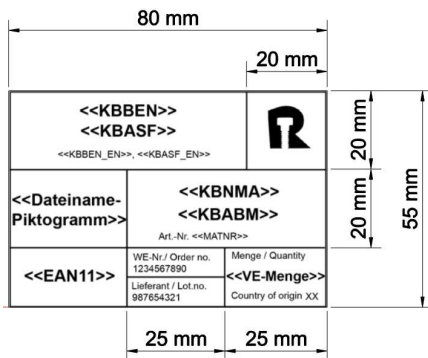 80 mm
20 mm
<<KBBEN>>
<<KBASF>>
<<KBBEN_EN>>, <<KBASF_EN>>
R
20 mm
55 mm
<<Dateiname-
Piktogramm>>
<<KBNMA>>
<<KBABM>>
Art.-Nr. <<MATNR>>
20 mm
<<EAN11>>
WE-Nr./ Order no.
1234567890
Lieferant / Lot.no.
987654321
Menge / Quantity
<<VE-Menge>>
Country of origin XX
25 mm
25 mm